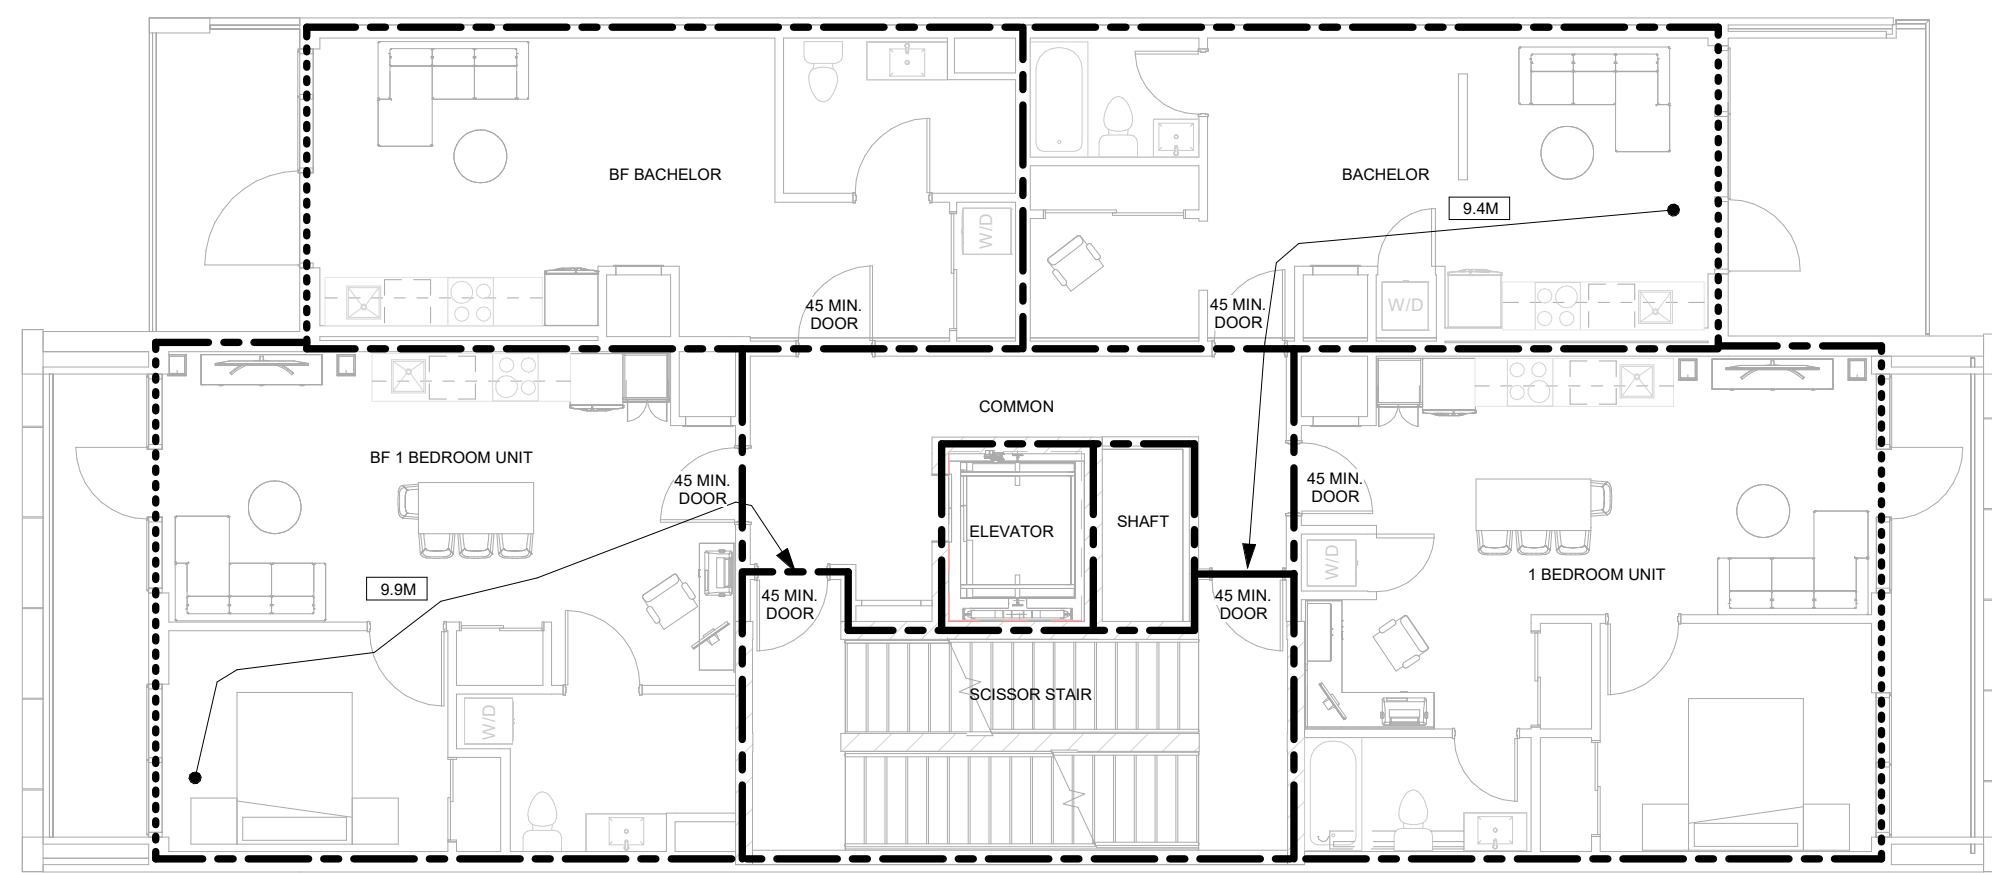 BF BACHELOR
BACHELOR
9.4M
W/D
45 MIN.
DOOR
45 MIN.
DOOR
W/D
COMMON
BF 1 BEDROOM UNIT
45 MIN.
DOOR
45 MIN.
DOOR
ELEVATOR
SHAFT
W/D
1 BEDROOM UNIT
9.9M
45 MIN.
DOOR
45 MIN.
DOOR
SCISSOR STAIR
W/D